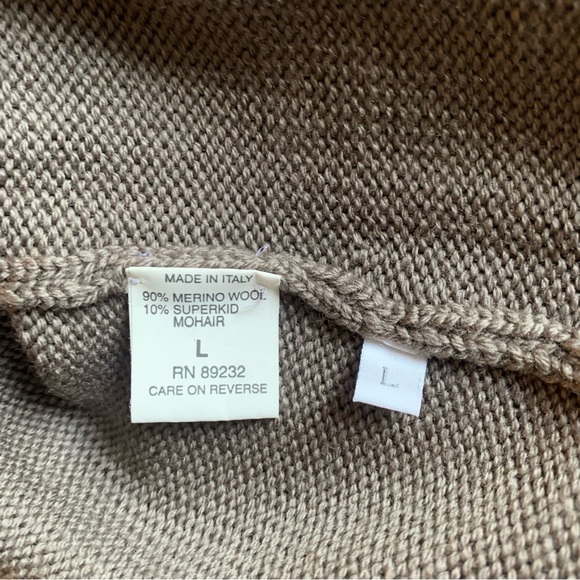 MADE IN ITALY
90% MERINO WOOL
10% SUPERKID
MOHAIR
L
RN 89232
CARE ON REVERSE
L